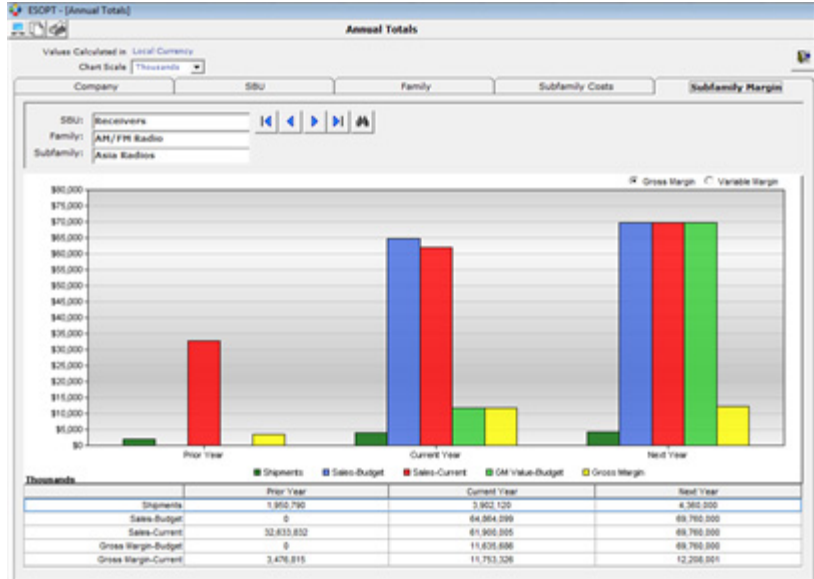 ESOPT - [Annual Totals]
Annual Totals
Values Calculated in Local Currency
Chart Scale Thousands
Company SBU Family Subfamily Costs Subfamily Margin
SBU: Receivers
Family: AM/FM Radio
Subfamily: Asia Radios
Gross Margin Variable Margin
$80,000
$75,000
$70,000
$65,000
$60,000
$55,000
$50,000
$45,000
$40,000
$35,000
$30,000
$25,000
$20,000
$15,000
$10,000
$5,000
$0
Prior Year Current Year Next Year
Shipments Sales-Budget Sales-Current GM Value-Budget Gross Margin
Thousands
Prior Year Current Year Next Year
Shipments 1,950,790 3,902,120 4,360,000
Sales-Budget 0 64,864,099 69,760,000
Sales-Current 32,633,832 61,900,005 69,760,000
Gross Margin-Budget 0 11,635,686 69,760,000
Gross Margin-Current 3,476,815 11,753,326 12,208,001